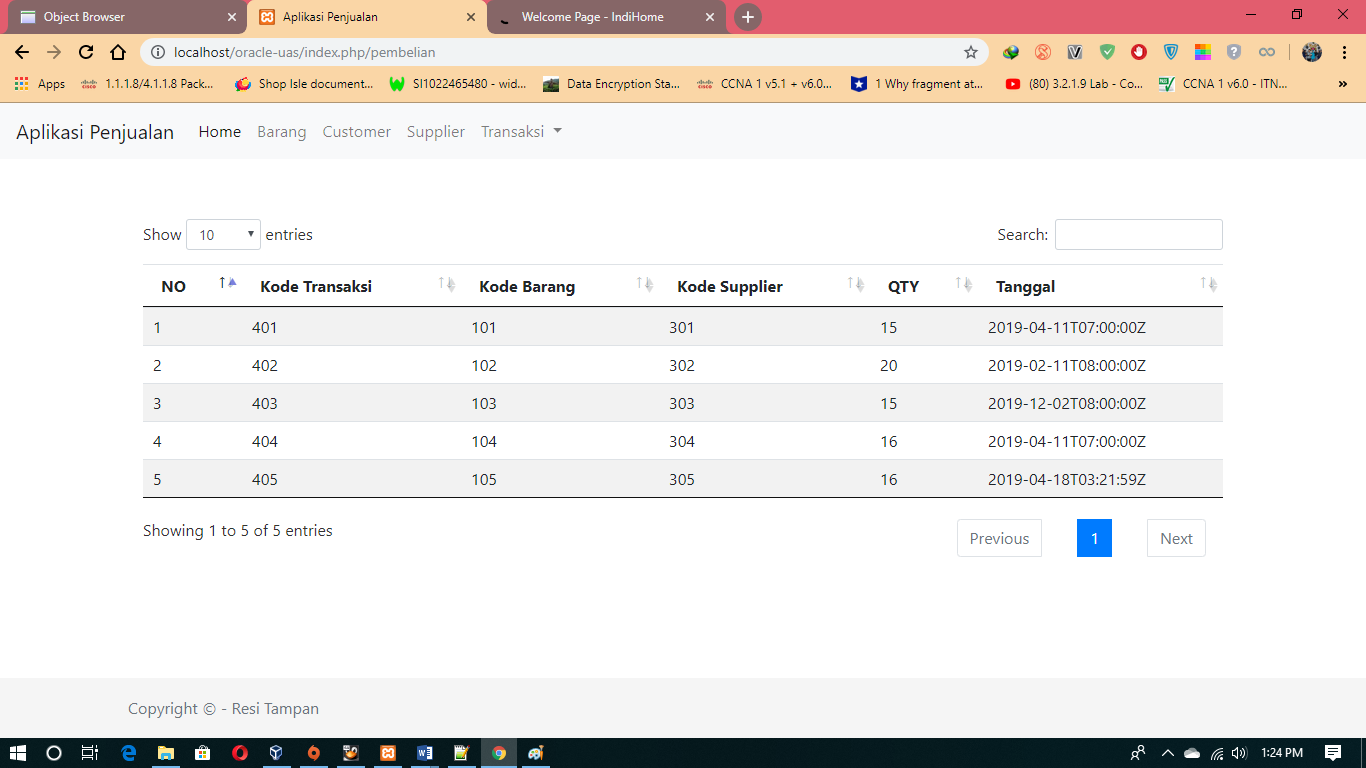 Object Browser
Aplikasi Penjualan
Welcome Page - IndiHome
localhost/oracle-uas/index.php/pembelian
Apps
1.1.1.8/4.1.1.8 Pack...
Shop Isle document...
SI1022465480 - wid...
Data Encryption Sta...
CCNA 1 v5.1 + v6.0...
1 Why fragment at...
(80) 3.2.1.9 Lab - Co...
CCNA 1 v6.0 - ITN...
Aplikasi Penjualan Home Barang Customer Supplier Transaksi
Show 10 entries Search:
NO Kode Transaksi Kode Barang Kode Supplier QTY Tanggal
1 401 101 301 15 2019-04-11T07:00:00Z
2 402 102 302 20 2019-02-11T08:00:00Z
3 403 103 303 15 2019-12-02T08:00:00Z
4 404 104 304 16 2019-04-11T07:00:00Z
5 405 105 305 16 2019-04-18T03:21:59Z
Showing 1 to 5 of 5 entries Previous 1 Next
Copyright © - Resi Tampan
1:24 PM